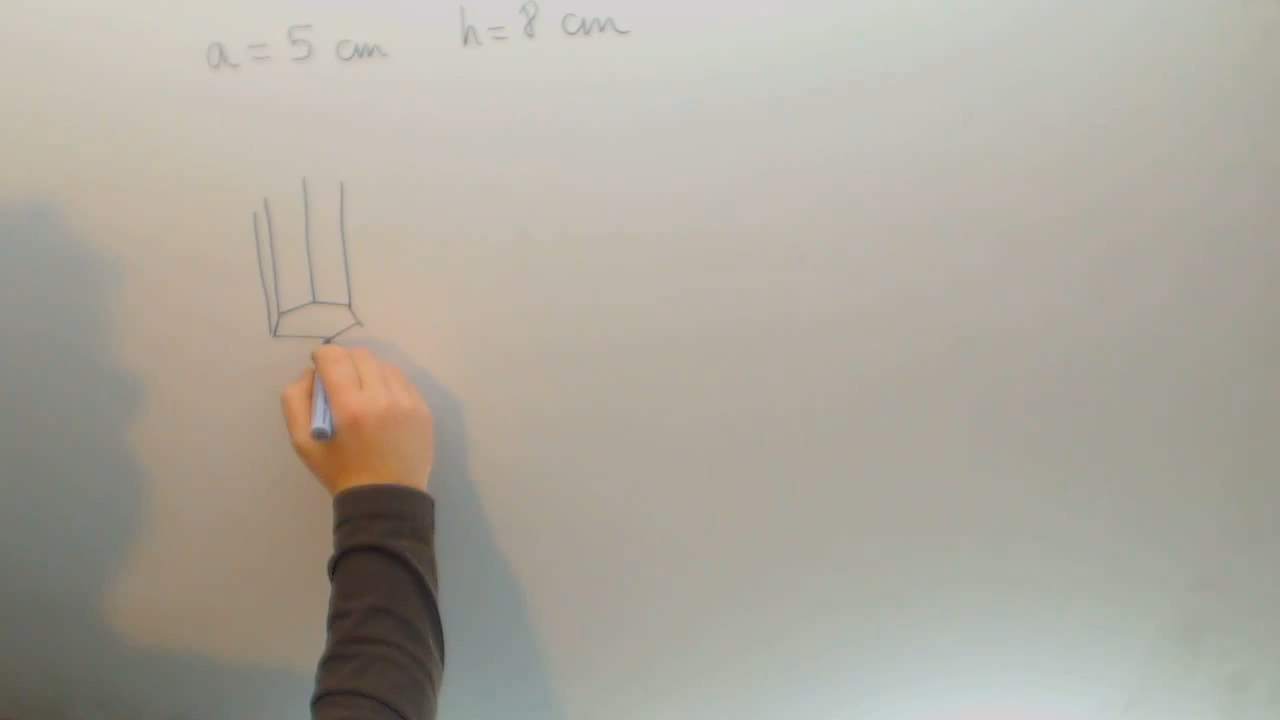 a = 5 cm h = 8 cm